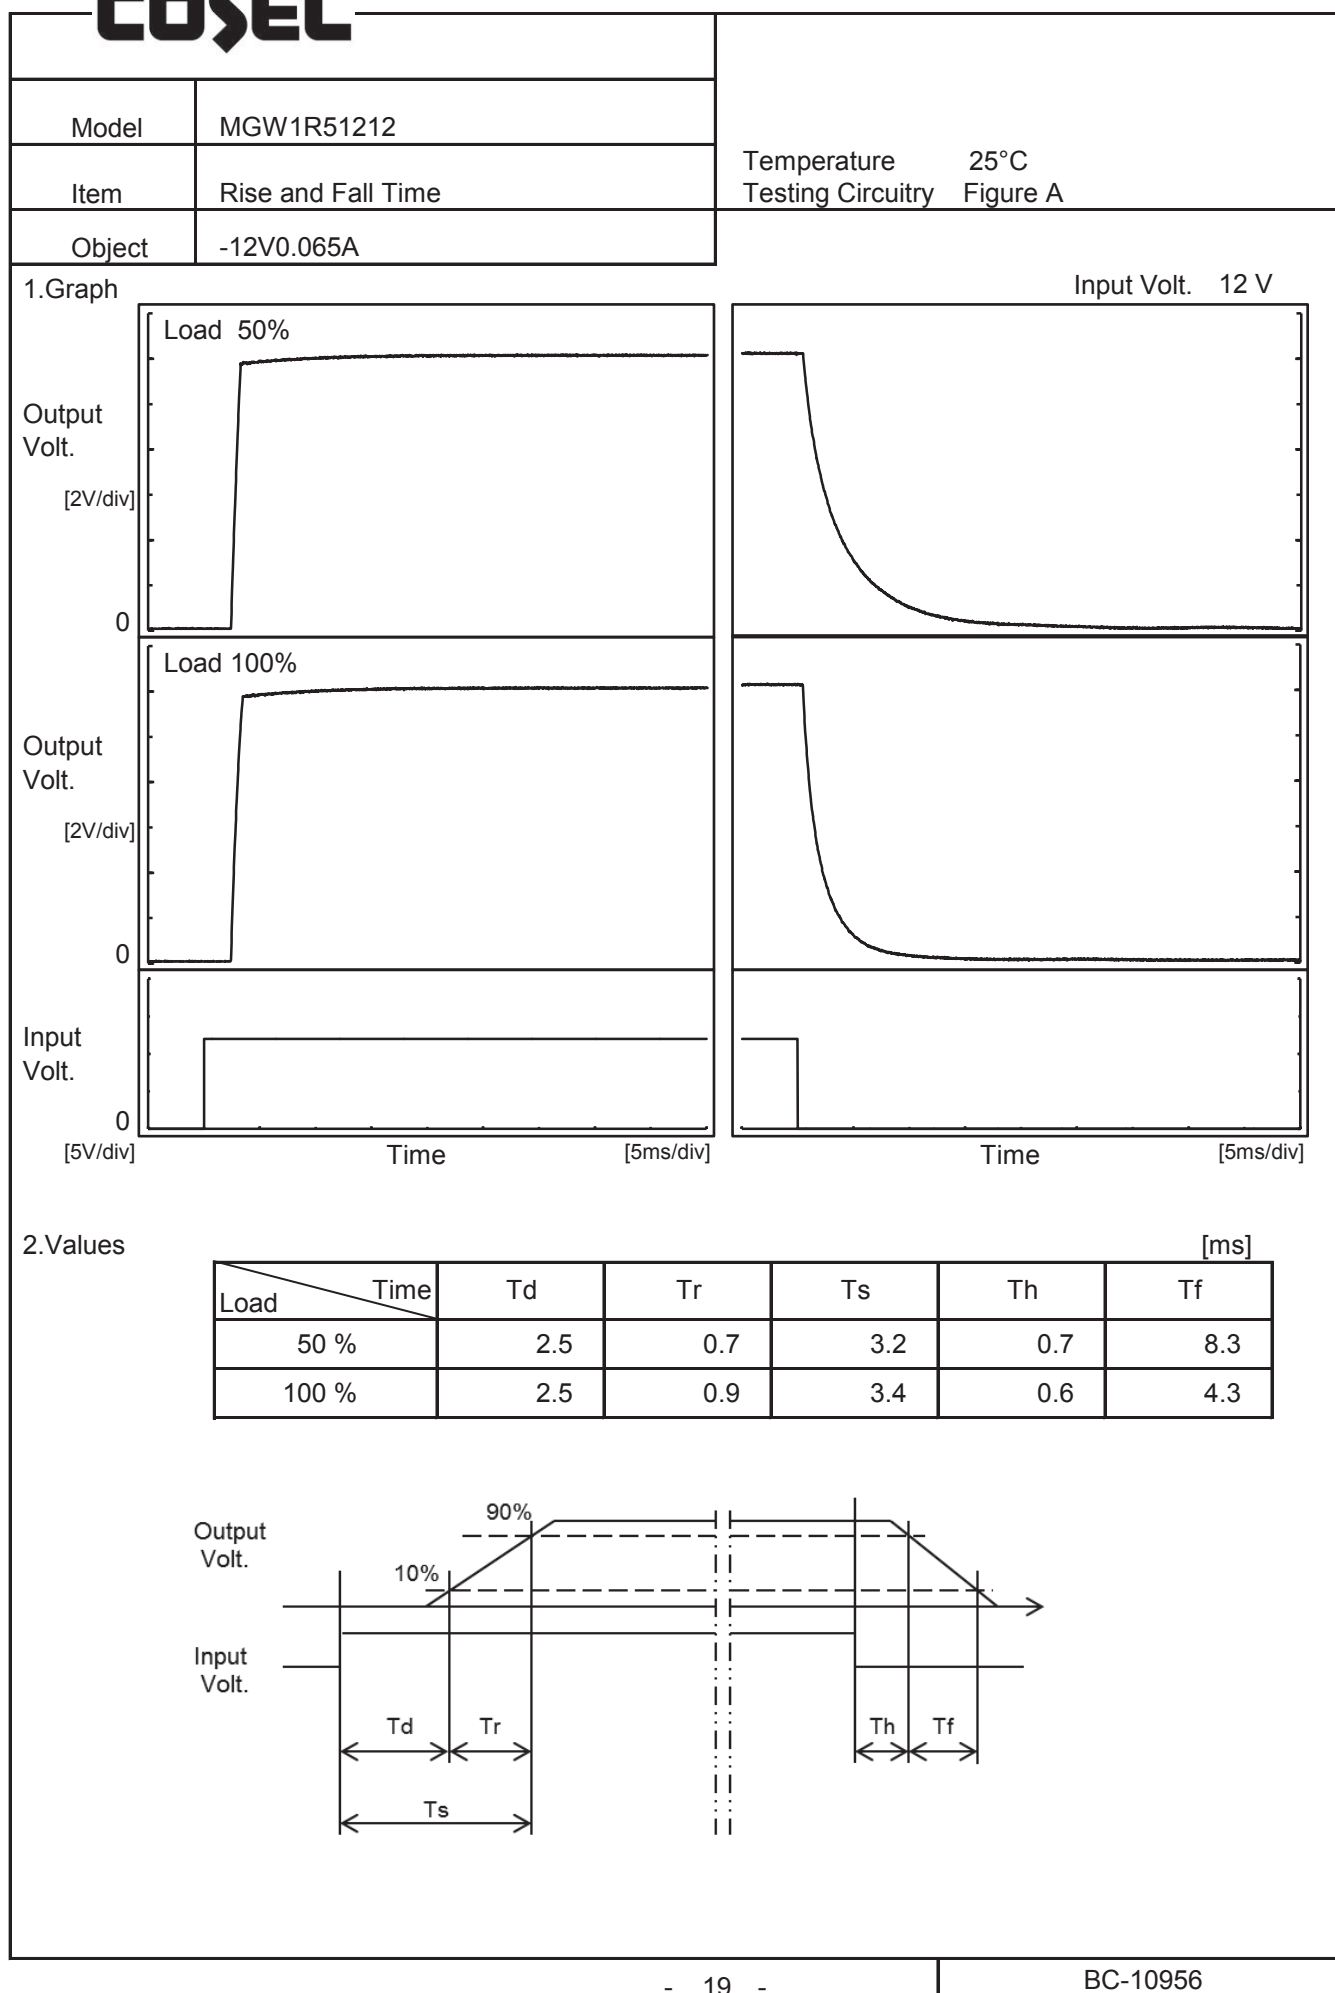 COSEL
Model MGW1R51212
Item Rise and Fall Time
Object -12V0.065A
Temperature 25°C
Testing Circuitry Figure A
1.Graph
Input Volt. 12 V
Load 50%
Output
Volt.
[2V/div]
0
Load 100%
Output
Volt.
[2V/div]
0
Input
Volt.
0
[5V/div] Time [5ms/div] Time [5ms/div]
2.Values [ms]
Time
Load
Td Tr Ts Th Tf
50 % 2.5 0.7 3.2 0.7 8.3
100 % 2.5 0.9 3.4 0.6 4.3
90%
Output
Volt.
10%
Input
Volt.
Td Tr Th Tf
Ts
- 19 -
BC-10956